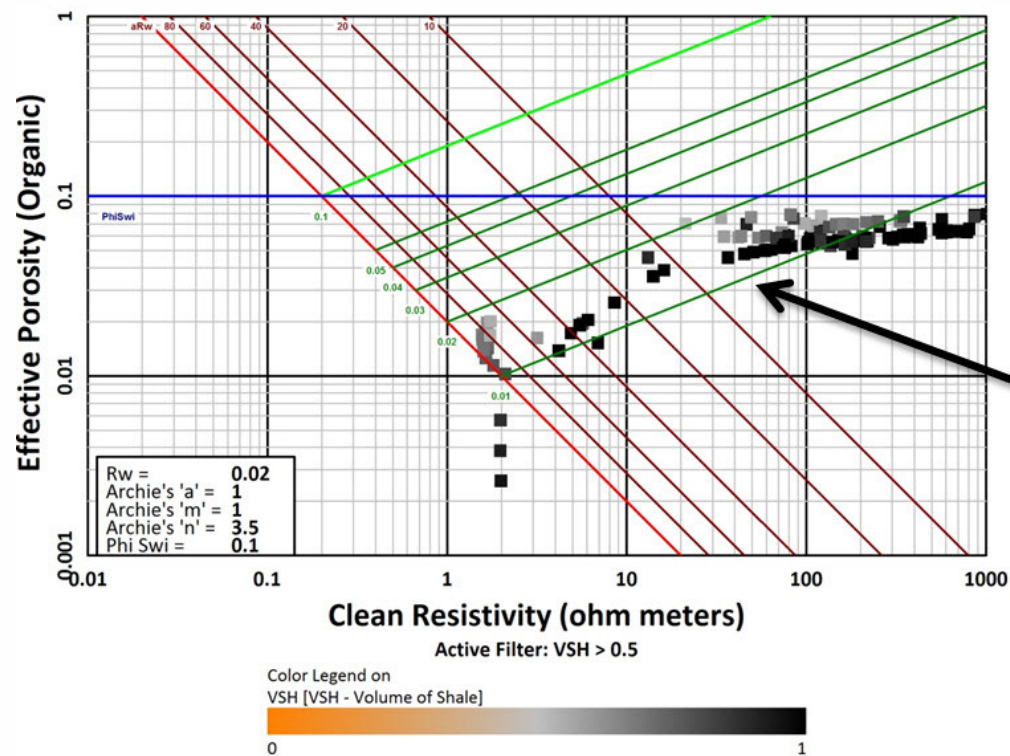 1
aRw 80 60 40 20 10
0.1
PhiSwi
0.1
0.05
0.04
0.03
0.02
0.01
0.01
0.001
Effective Porosity (Organic)
Rw = 0.02
Archie's 'a' = 1
Archie's 'm' = 1
Archie's 'n' = 3.5
Phi Swi = 0.1
0.01 0.1 1 10 100 1000
Clean Resistivity (ohm meters)
Active Filter: VSH > 0.5
Color Legend on
VSH [VSH - Volume of Shale]
0 1